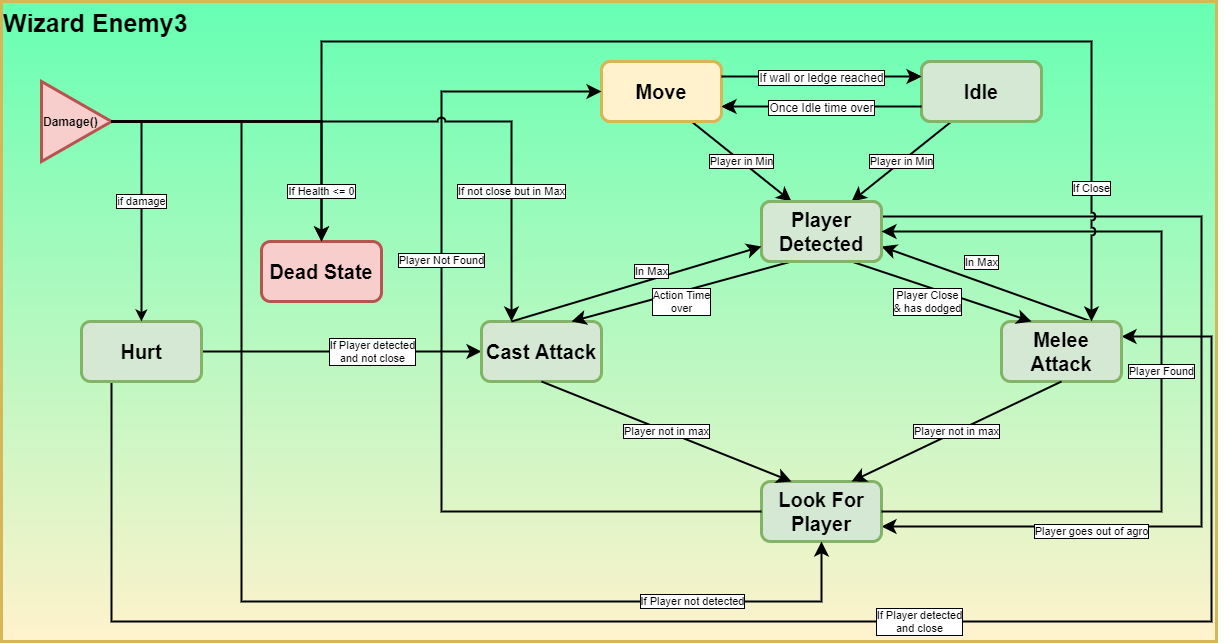 Wizard Enemy3
Move
If wall or ledge reached
Idle
Once Idle time over
Damage()
Player in Min
Player in Min
if damage
If Health <= 0
If not close but in Max
If Close
Player
Detected
Player Not Found
Dead State
In Max
In Max
Action Time
over
Player Close
& has dodged
Hurt
If Player detected
and not close
Cast Attack
Melee
Attack
Player Found
Player not in max
Player not in max
Look For
Player
Player goes out of agro
If Player not detected
If Player detected
and close